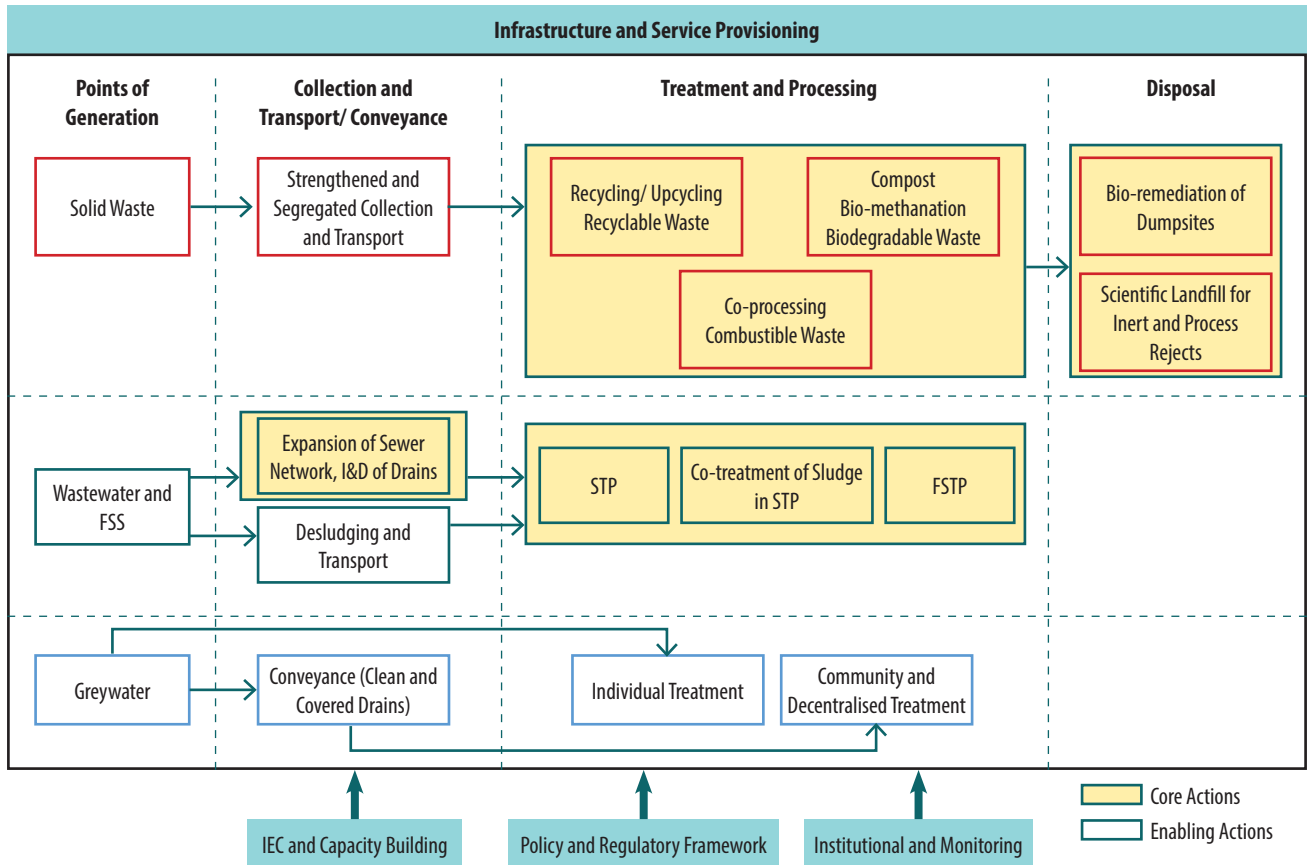 Infrastructure and Service Provisioning
Points of
Generation
Collection and
Transport/ Conveyance
Treatment and Processing
Disposal
Solid Waste
Strengthened and
Segregated Collection
and Transport
Recycling/ Upcycling
Recyclable Waste
Compost
Bio-methanation
Biodegradable Waste
Co-processing
Combustible Waste
Bio-remediation of
Dumpsites
Scientific Landfill for
Inert and Process
Rejects
Wastewater and
FSS
Expansion of Sewer
Network, I&D of Drains
Desludging and
Transport
STP
Co-treatment of Sludge
in STP
FSTP
Greywater
Conveyance (Clean and
Covered Drains)
Individual Treatment
Community and
Decentralised Treatment
IEC and Capacity Building
Policy and Regulatory Framework
Institutional and Monitoring
Core Actions
Enabling Actions